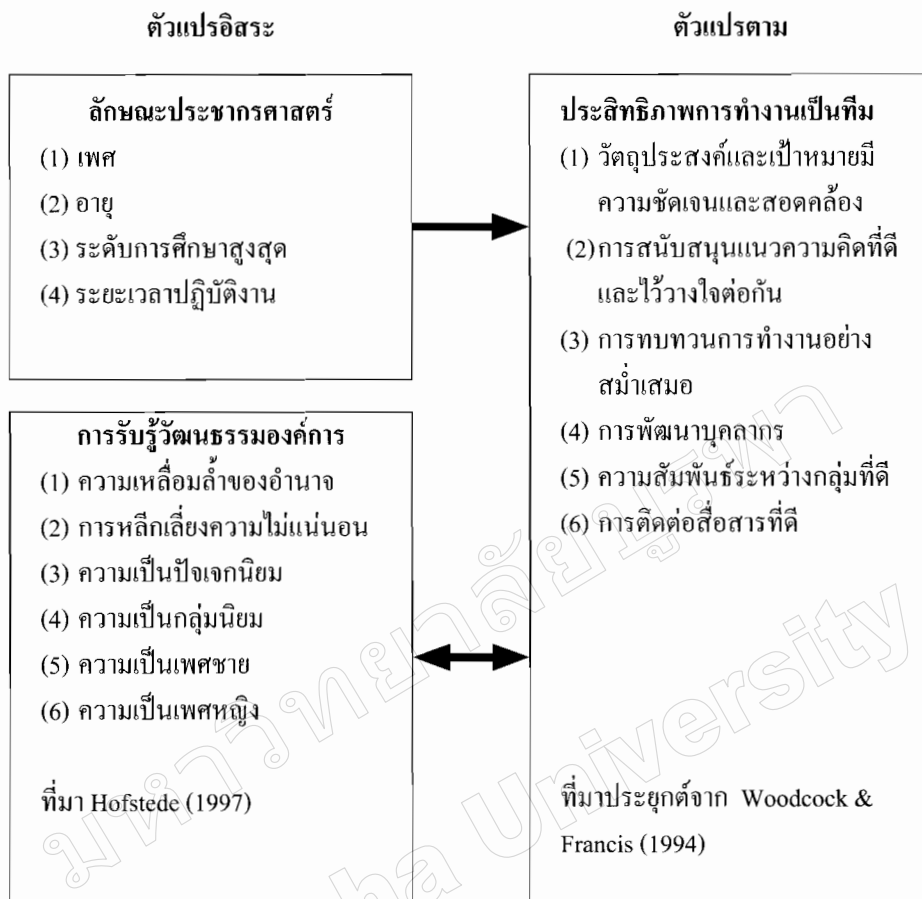 ตัวแปรอิสระ
ตัวแปรตาม
ลักษณะประชากรศาสตร์
(1) เพศ
(2) อายุ
(3) ระดับการศึกษาสูงสุด
(4) ระยะเวลาปฏิบัติงาน
การรับรู้วัฒนธรรมองค์การ
(1) ความเหลื่อมล้ำของอำนาจ
(2) การหลีกเลี่ยงความไม่แน่นอน
(3) ความเป็นปัจเจกนิยม
(4) ความเป็นกลุ่มนิยม
(5) ความเป็นเพศชาย
(6) ความเป็นเพศหญิง
ที่มา Hofstede (1997)
ประสิทธิภาพการทำงานเป็นทีม
(1) วัตถุประสงค์และเป้าหมายมี
ความชัดเจนและสอดคล้อง
(2)การสนับสนุนแนวความคิดที่ดี
และไว้วางใจต่อกัน
(3) การทบทวนการทำงานอย่าง
สม่ำเสมอ
(4) การพัฒนาบุคลากร
(5) ความสัมพันธ์ระหว่างกลุ่มที่ดี
(6) การติดต่อสื่อสารที่ดี
ที่มาประยุกต์จาก Woodcock &
Francis (1994)
มหาวิทยาลัยบูรพา
ha University